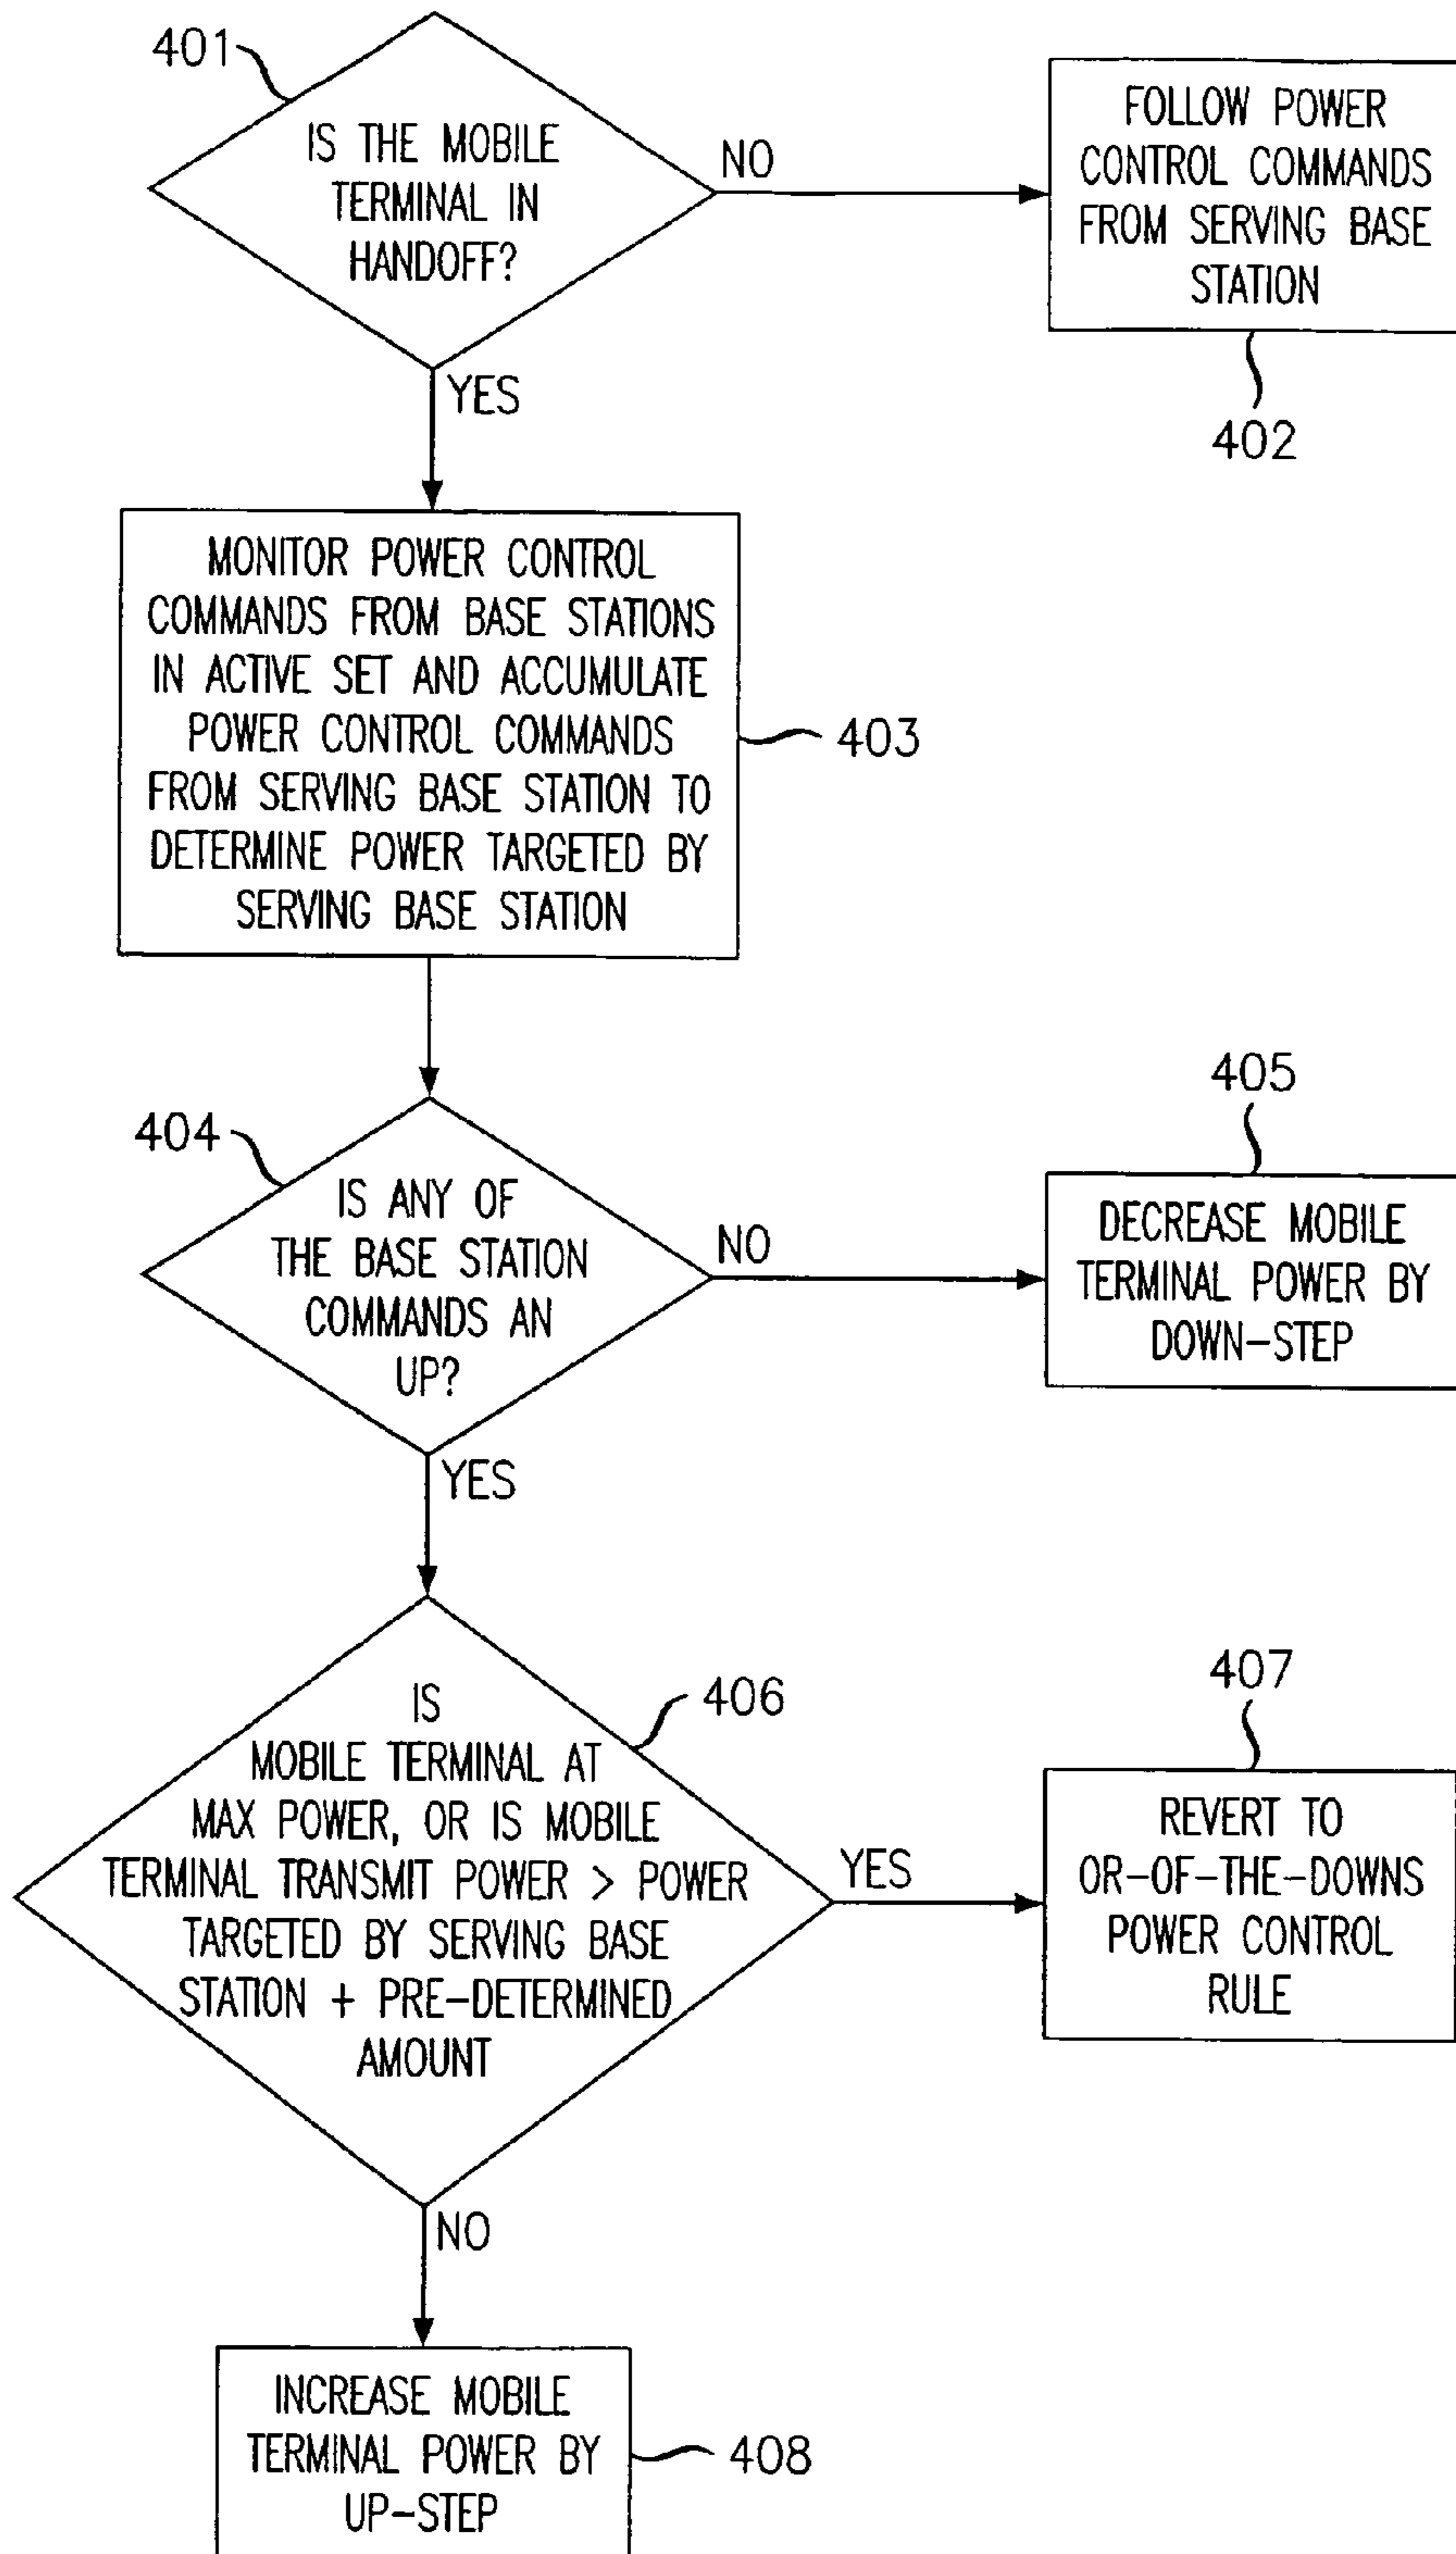 401
IS THE MOBILE
TERMINAL IN
HANDOFF?
NO
FOLLOW POWER
CONTROL COMMANDS
FROM SERVING BASE
STATION
402
YES
MONITOR POWER CONTROL
COMMANDS FROM BASE STATIONS
IN ACTIVE SET AND ACCUMULATE
POWER CONTROL COMMANDS
FROM SERVING BASE STATION TO
DETERMINE POWER TARGETED BY
SERVING BASE STATION
403
404
IS ANY OF
THE BASE STATION
COMMANDS AN
UP?
NO
405
DECREASE MOBILE
TERMINAL POWER BY
DOWN-STEP
YES
406
IS
MOBILE TERMINAL AT
MAX POWER, OR IS MOBILE
TERMINAL TRANSMIT POWER > POWER
TARGETED BY SERVING BASE
STATION + PRE-DETERMINED
AMOUNT
YES
407
REVERT TO
OR-OF-THE-DOWNS
POWER CONTROL
RULE
NO
INCREASE MOBILE
TERMINAL POWER BY
UP-STEP
408